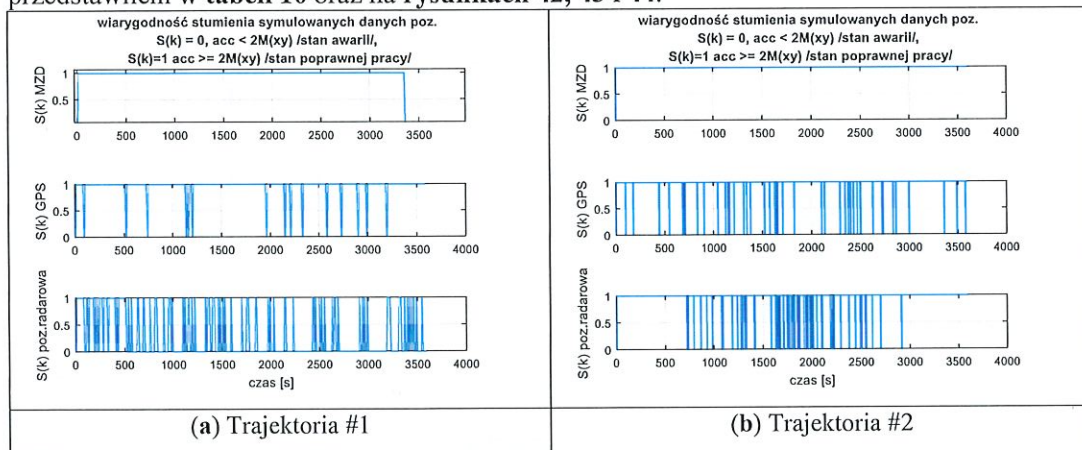 przedstawieni w tabeli 10 oraz na rysunkach 42, 43 i 44.
wiarygodność stumienia symulowanych danych poz.
S(k) = 0, acc < 2M(xy) /stan awarii/,
S(k)=1 acc >= 2M(xy) /stan poprawnej pracy/
S(k) MZD
1
0.5
0 500 1000 1500 2000 2500 3000 3500
S(k) GPS
1
0.5
0
0 500 1000 1500 2000 2500 3000 3500 4000
S(k) poz.radarowa
1
0.5
0
0 500 1000 1500 2000 2500 3000 3500 4000
czas [s]
(a) Trajektoria #1
wiarygodność stumienia symulowanych danych poz.
S(k) = 0, acc < 2M(xy) /stan awarii/,
S(k)=1 acc >= 2M(xy) /stan poprawnej pracy/
S(k) MZD
1
0.5
0
0 500 1000 1500 2000 2500 3000 3500 4000
S(k) GPS
1
0.5
0
0 500 1000 1500 2000 2500 3000 3500 4000
S(k) poz.radarowa
1
0.5
0
0 500 1000 1500 2000 2500 3000 3500 4000
czas [s]
(b) Trajektoria #2